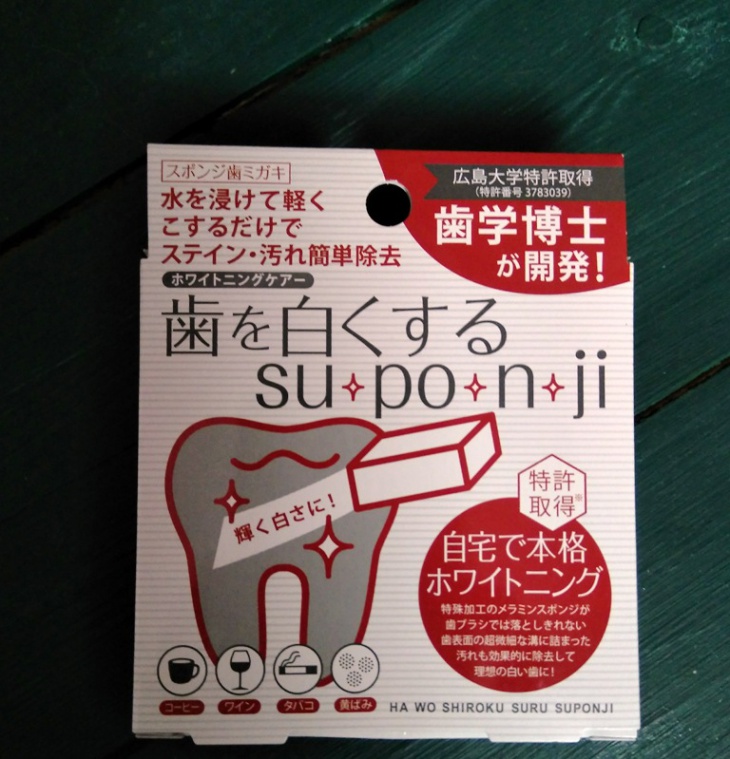 スポンジ歯ミガキ
水を浸けて軽く
こするだけで
ステイン・汚れ簡単除去
広島大学特許取得
(特許番号 3783039)
歯学博士
が開発!
ホワイトニングケアー
歯を白くする
su·po·n·ji
輝く白さに!
特許
取得※
自宅で本格
ホワイトニング
特殊加工のメラミンスポンジが
歯ブラシでは落としきれない
歯表面の超微細な溝に詰まった
汚れも効果的に除去して
理想の白い歯に!
コーヒー
ワイン
タバコ
黄ばみ
HA WO SHIROKU SURU SUPONJI